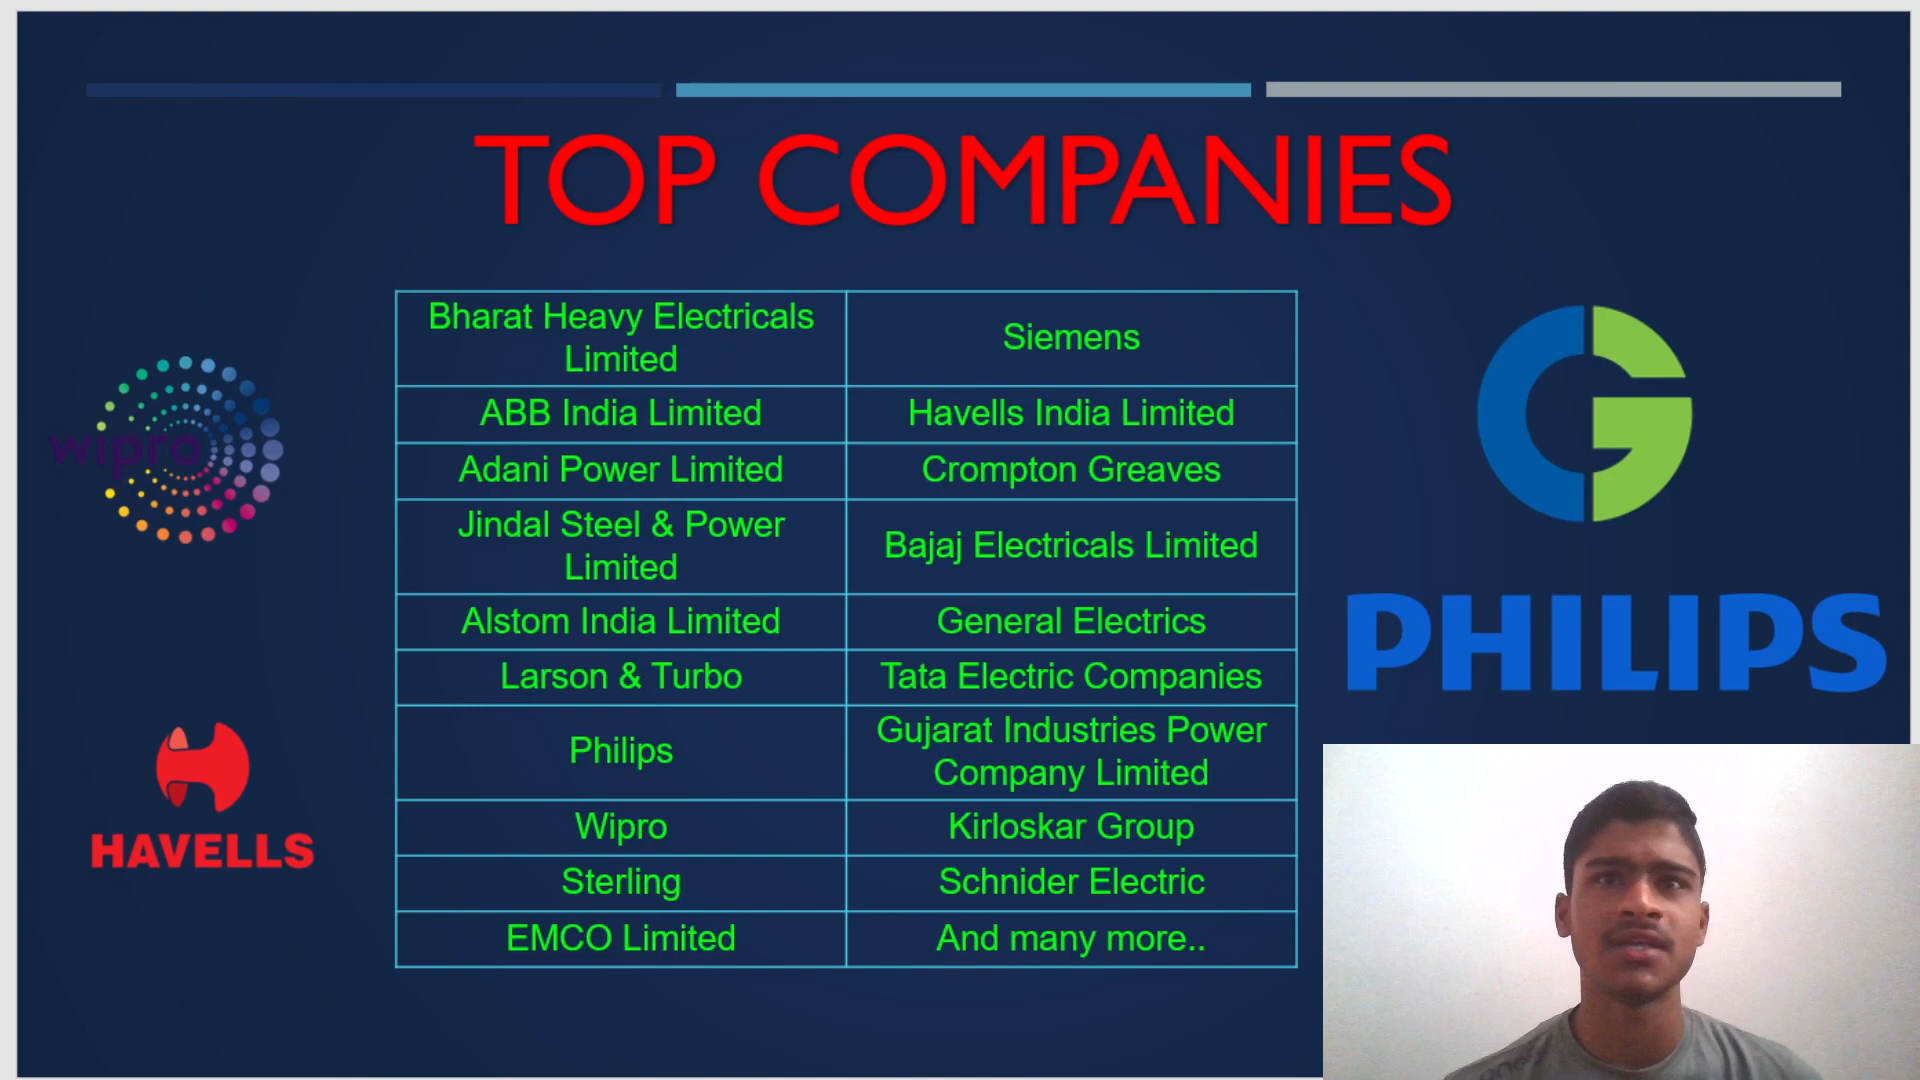 TOP COMPANIES
Bharat Heavy Electricals
Limited
Siemens
ABB India Limited
Havells India Limited
Adani Power Limited
Crompton Greaves
Jindal Steel & Power
Limited
Bajaj Electricals Limited
Alstom India Limited
General Electrics
Larson & Turbo
Tata Electric Companies
Philips
Gujarat Industries Power
Company Limited
Wipro
Kirloskar Group
Sterling
Schnider Electric
EMCO Limited
And many more..
wipro
HAVELLS
G
PHILIPS